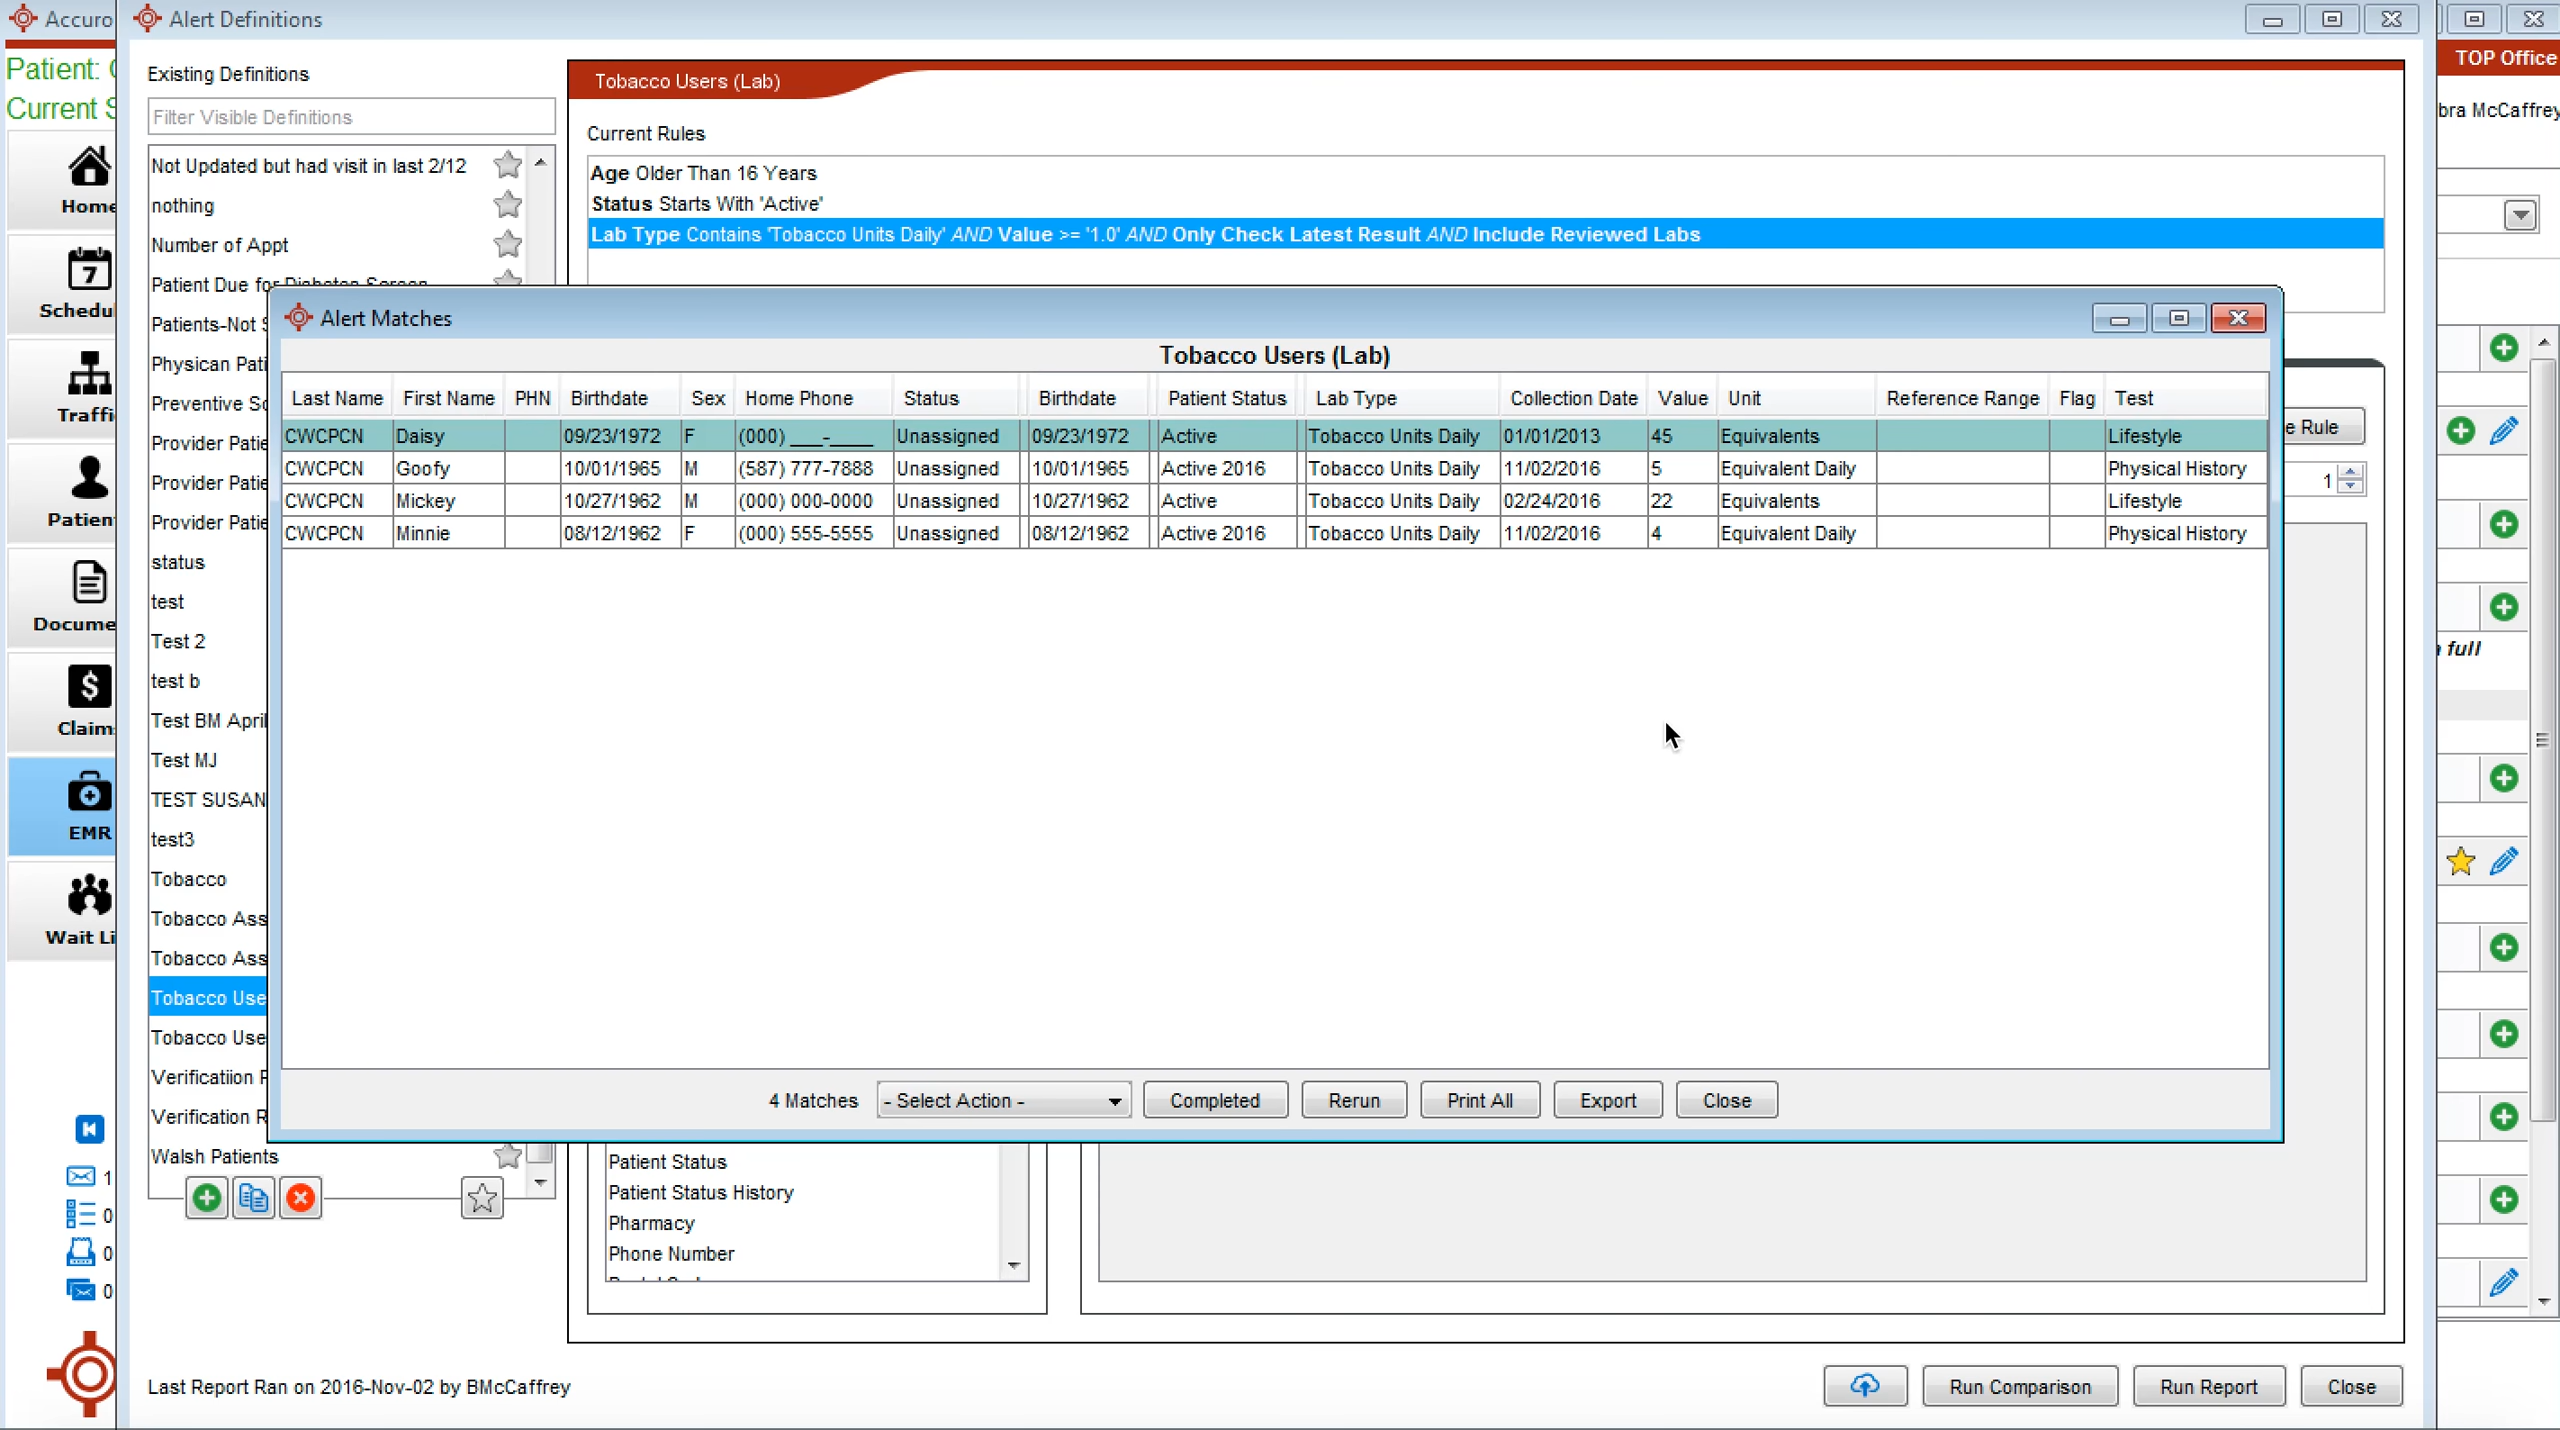 Accuro
Alert Definitions
Patient:
Current S
TOP Office
bra McCaffrey
Home
Schedul
7
Traffi
Patien
Docume
Claim
EMR
Wait Li
1
0
0
0
Existing Definitions
Filter Visible Definitions
Not Updated but had visit in last 2/12
nothing
Number of Appt
Patient Due for Diabetes Screen
Patients-Not S
Physican Pati
Preventive Sc
Provider Patie
Provider Patie
Provider Patie
status
test
Test 2
test b
Test BM April
Test MJ
TEST SUSAN
test3
Tobacco
Tobacco Ass
Tobacco Ass
Tobacco Use
Tobacco Use
Verificatiion F
Verification R
Walsh Patients
Tobacco Users (Lab)
Current Rules
Age Older Than 16 Years
Status Starts With 'Active'
Lab Type Contains 'Tobacco Units Daily' AND Value >= '1.0' AND Only Check Latest Result AND Include Reviewed Labs
e Rule
1
full
Alert Matches
Tobacco Users (Lab)
Last Name First Name PHN Birthdate Sex Home Phone Status Birthdate Patient Status Lab Type Collection Date Value Unit Reference Range Flag Test
CWCPCN Daisy 09/23/1972 F (000) ___-____ Unassigned 09/23/1972 Active Tobacco Units Daily 01/01/2013 45 Equivalents Lifestyle
CWCPCN Goofy 10/01/1965 M (587) 777-7888 Unassigned 10/01/1965 Active 2016 Tobacco Units Daily 11/02/2016 5 Equivalent Daily Physical History
CWCPCN Mickey 10/27/1962 M (000) 000-0000 Unassigned 10/27/1962 Active Tobacco Units Daily 02/24/2016 22 Equivalents Lifestyle
CWCPCN Minnie 08/12/1962 F (000) 555-5555 Unassigned 08/12/1962 Active 2016 Tobacco Units Daily 11/02/2016 4 Equivalent Daily Physical History
4 Matches - Select Action - Completed Rerun Print All Export Close
Patient Status
Patient Status History
Pharmacy
Phone Number
Last Report Ran on 2016-Nov-02 by BMcCaffrey
Run Comparison Run Report Close